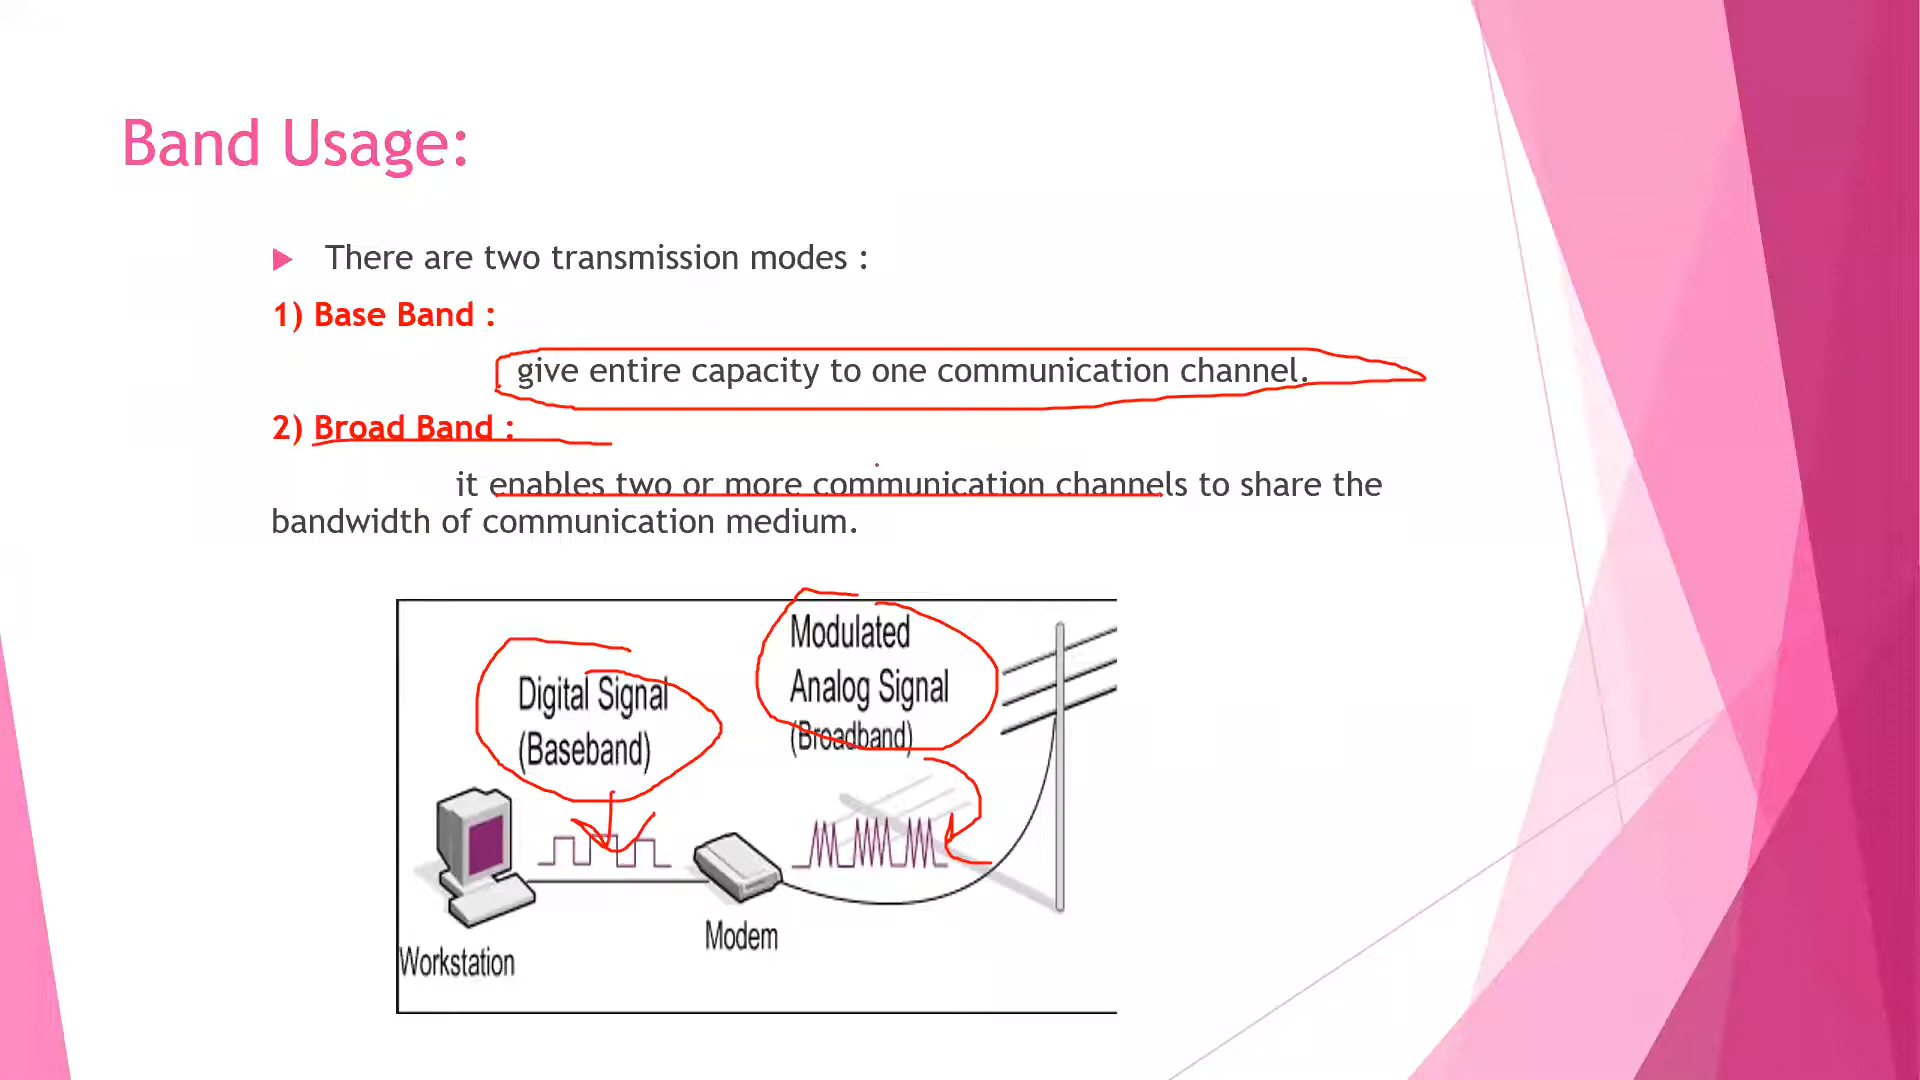 Band Usage:
There are two transmission modes :
1) Base Band :
give entire capacity to one communication channel.
2) Broad Band :
it enables two or more communication channels to share the
bandwidth of communication medium.
Modulated
Analog Signal
(Broadband)
Digital Signal
(Baseband)
Modem
Workstation